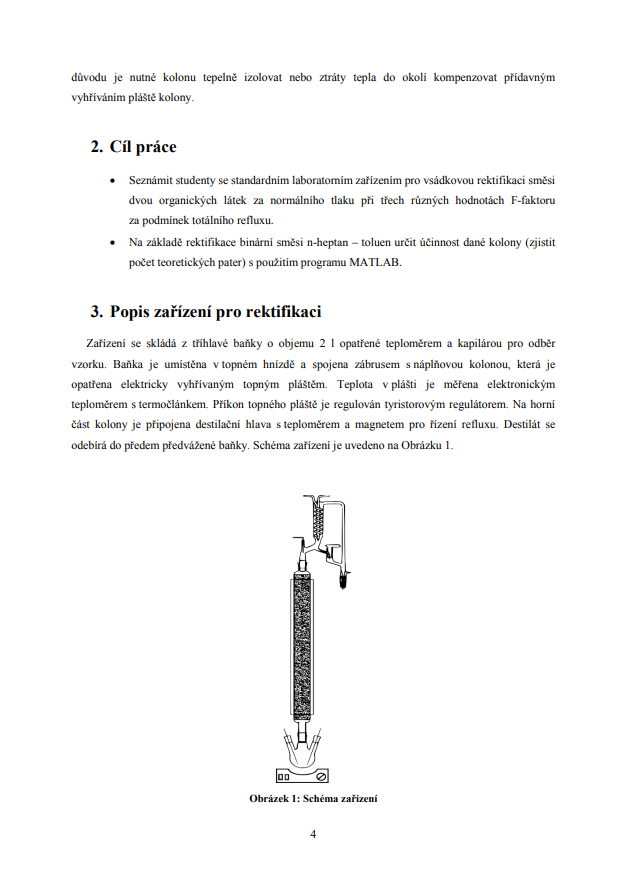 důvodu je nutné kolonu tepelně izolovat nebo ztráty tepla do okolí kompenzovat přídavným
vyhříváním pláště kolony.
2. Cíl práce
• Seznámit studenty se standardním laboratorním zařízením pro vsádkovou rektifikaci směsi
dvou organických látek za normálního tlaku při třech různých hodnotách F-faktoru
za podmínek totálního refluxu.
• Na základě rektifikace binární směsi n-heptan – toluen určit účinnost dané kolony (zjistit
počet teoretických pater) s použitím programu MATLAB.
3. Popis zařízení pro rektifikaci
Zařízení se skládá z tříhlavé baňky o objemu 2 l opatřené teploměrem a kapilárou pro odběr
vzorku. Baňka je umístěna v topném hnízdě a spojena zábrusem s náplňovou kolonou, která je
opatřena elektricky vyhřívaným topným pláštěm. Teplota v plášti je měřena elektronickým
teploměrem s termočlánkem. Příkon topného pláště je regulován tyristorovým regulátorem. Na horní
část kolony je připojena destilační hlava s teploměrem a magnetem pro řízení refluxu. Destilát se
odebírá do předem předvážené baňky. Schéma zařízení je uvedeno na Obrázku 1.
Obrázek 1: Schéma zařízení
4